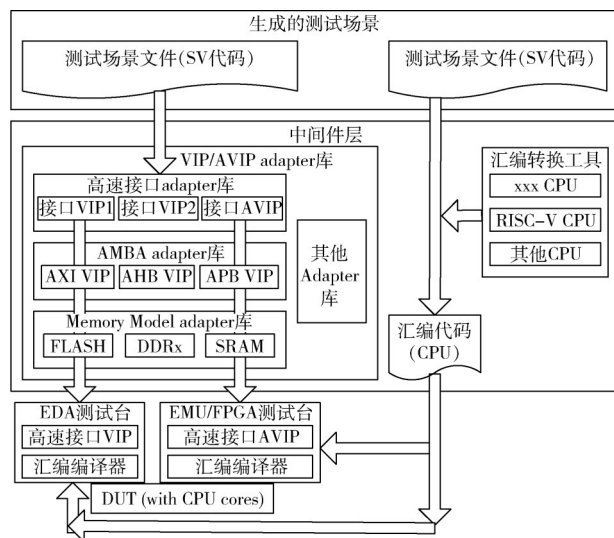 生成的测试场景
测试场景文件(SV代码)
测试场景文件(SV代码)
中间件层
VIP/AVIP adapter库
高速接口adapter库
接口VIP1
接口VIP2
接口AVIP
AMBA adapter库
AXI VIP
AHB VIP
APB VIP
Memory Model adapter库
FLASH
DDRx
SRAM
其他
Adapter
库
汇编转换工具
xxx CPU
RISC-V CPU
其他CPU
汇编代码
(CPU)
EDA测试台
高速接口VIP
汇编编译器
EMU/FPGA测试台
高速接口AVIP
汇编编译器
DUT (with CPU cores)